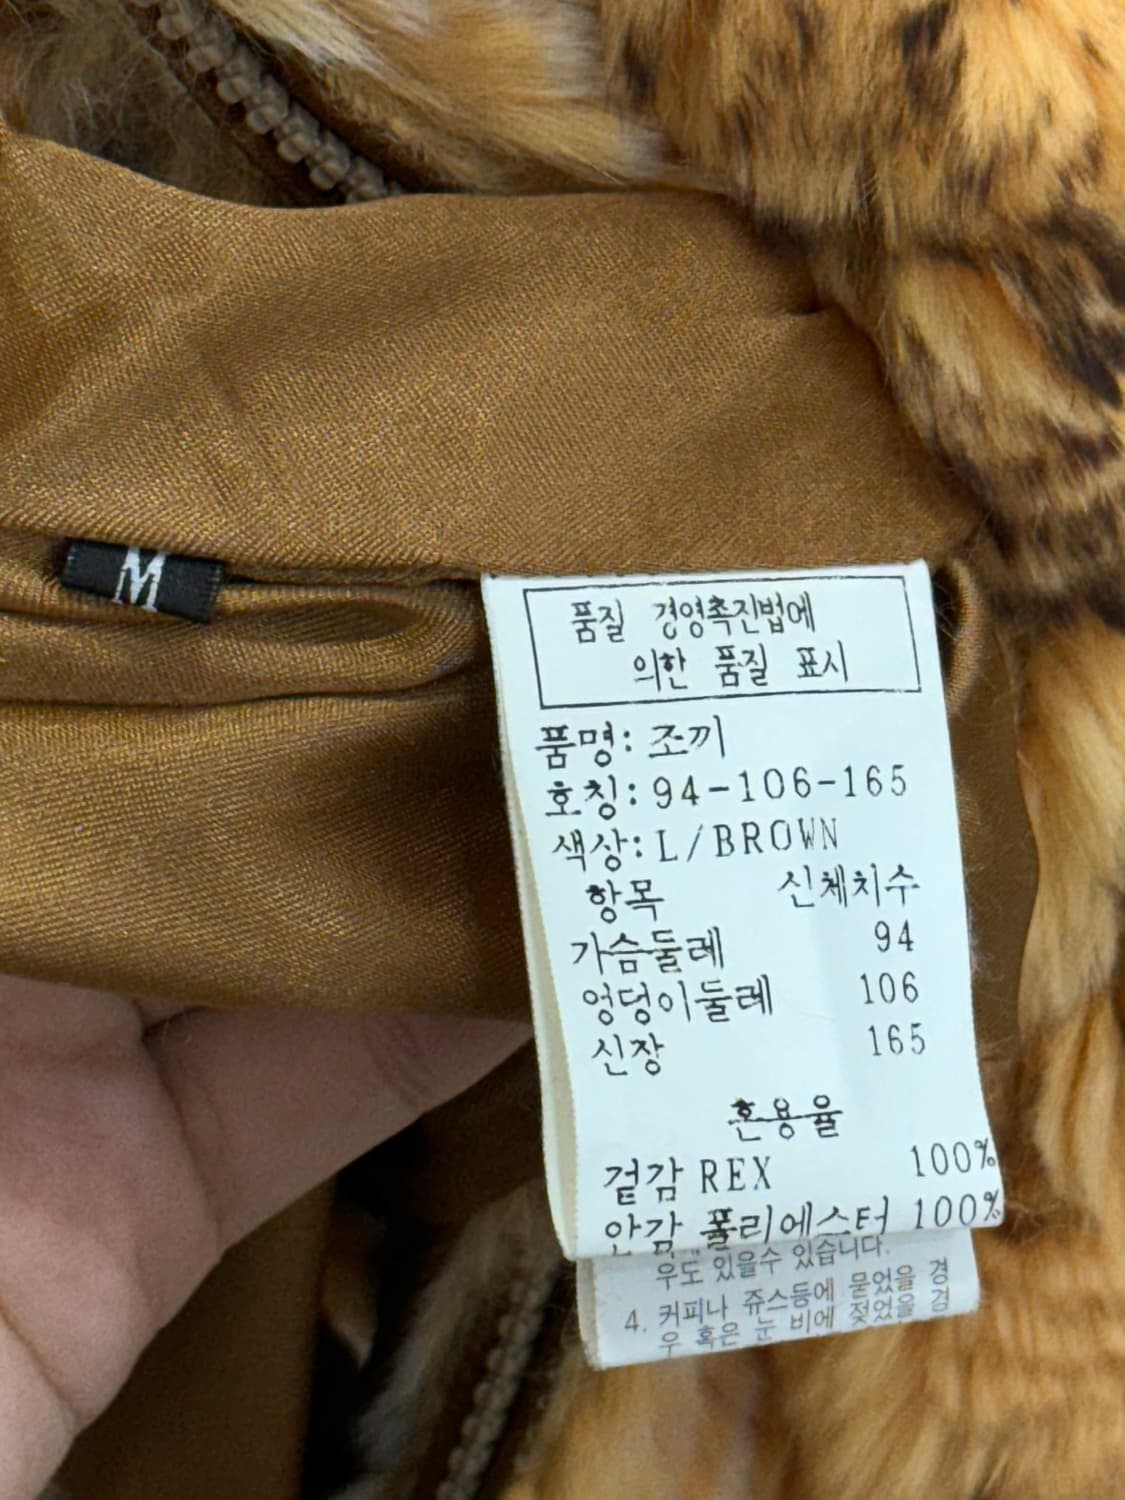 M
품질 경영촉진법에
의한 품질 표시
품명: 조끼
호칭: 94-106-165
색상: L/BROWN
항목 신체치수
가슴둘레 94
엉덩이둘레 106
신장 165
혼용율
겉감 REX 100%
안감 폴리에스터 100%
우도 있을수 있습니다.
4. 커피나 쥬스등에 묻었을 경
우 혹은 눈 비에 젖었을 경